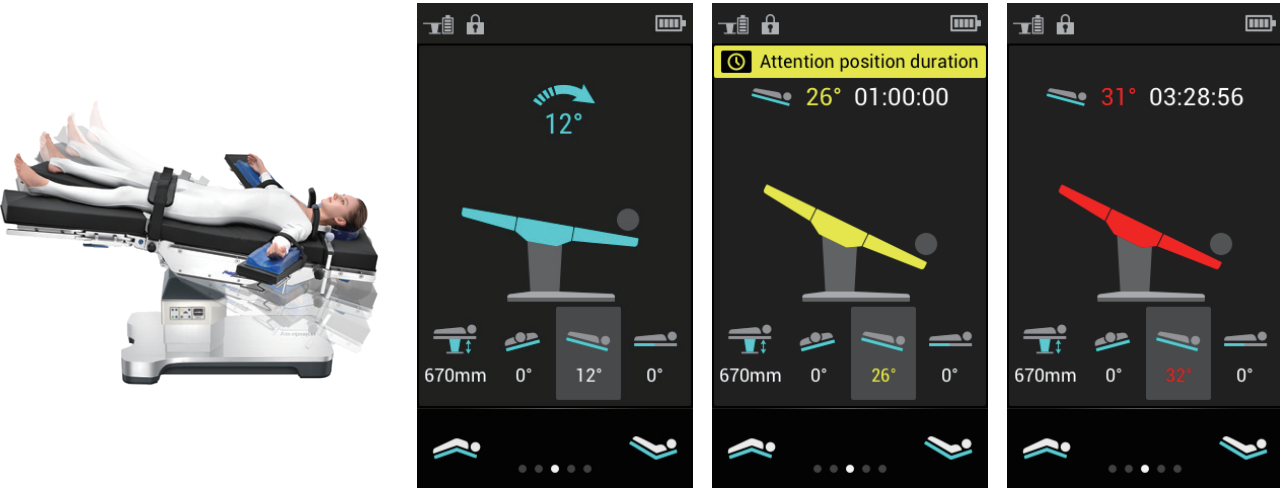 12°
670mm 0° 12° 0°
Attention position duration
26° 01:00:00
670mm 0° 26° 0°
31° 03:28:56
670mm 0° 32° 0°